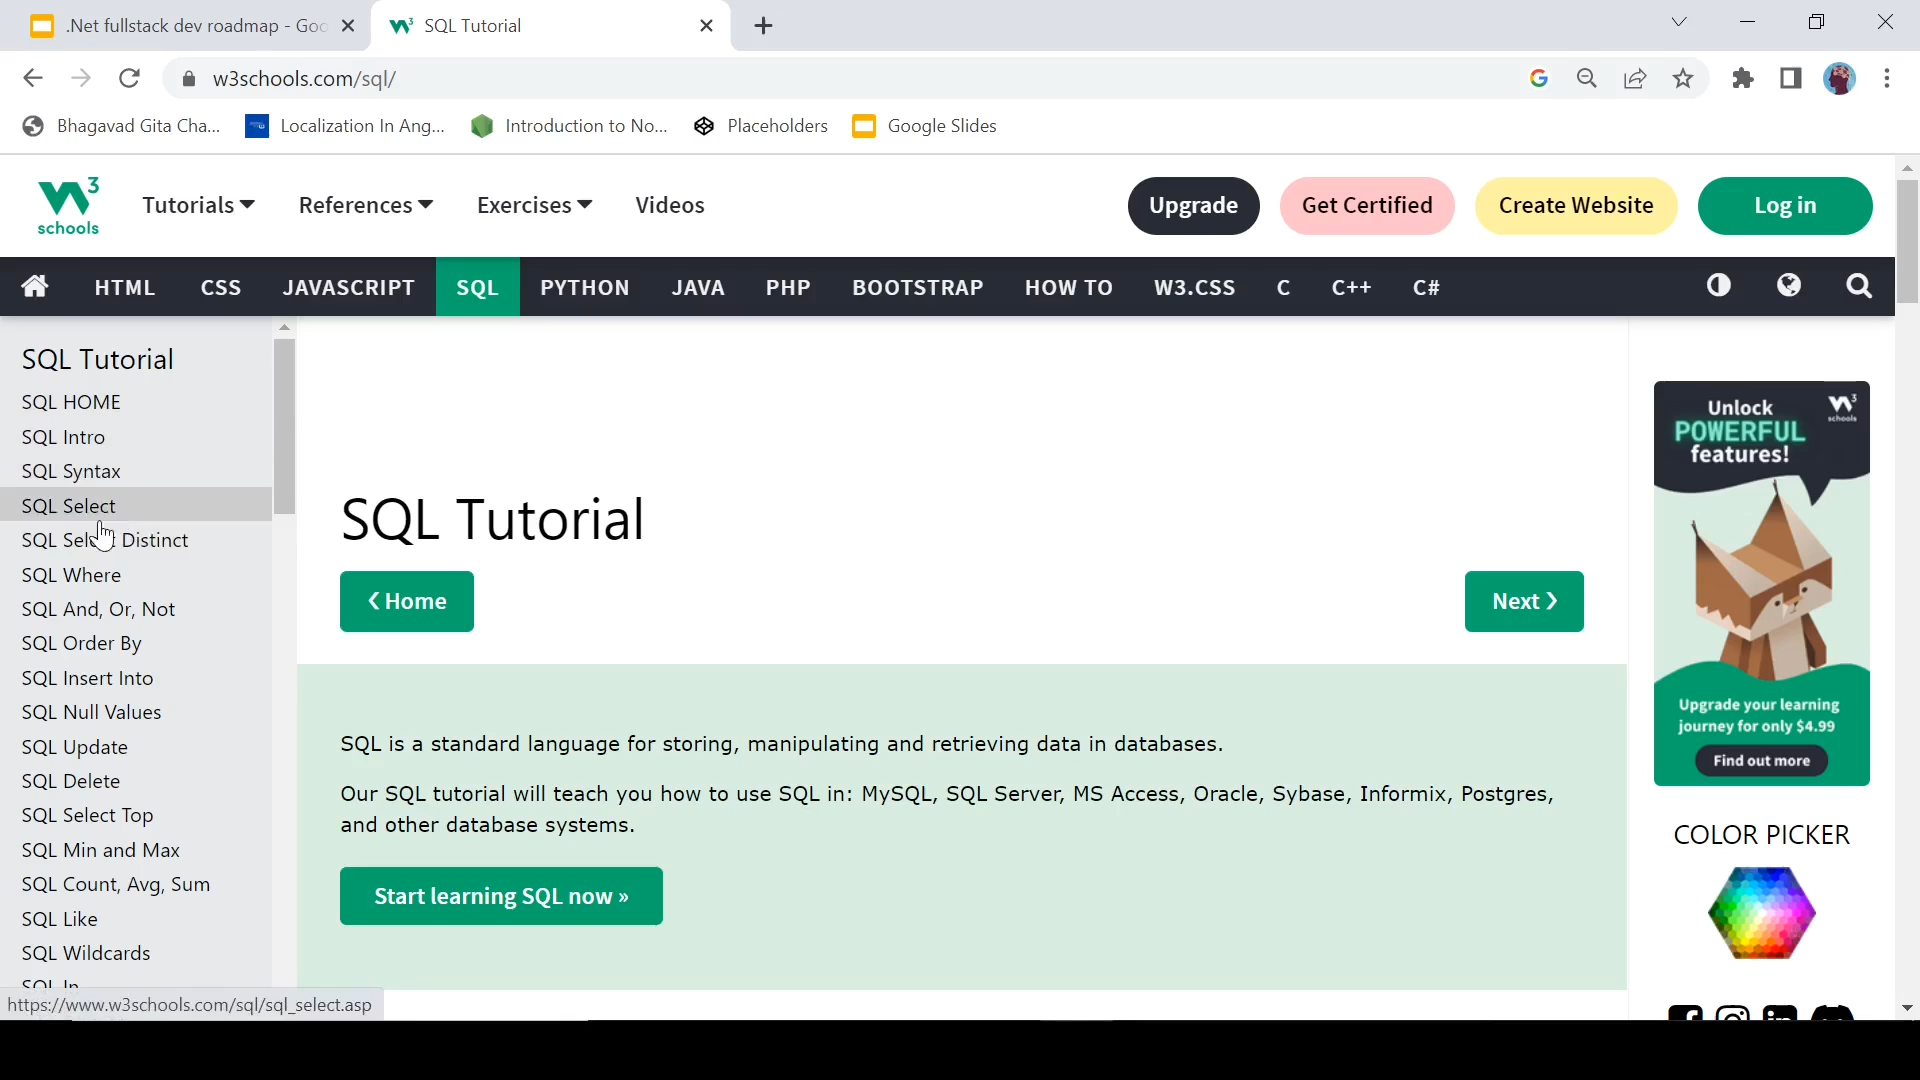 .Net fullstack dev roadmap - Goo
SQL Tutorial
w3schools.com/sql/
Bhagavad Gita Cha...
Localization In Ang...
Introduction to No...
Placeholders
Google Slides
W3 schools
Tutorials
References
Exercises
Videos
Upgrade
Get Certified
Create Website
Log in
HTML
CSS
JAVASCRIPT
SQL
PYTHON
JAVA
PHP
BOOTSTRAP
HOW TO
W3.CSS
C
C++
C#
SQL Tutorial
SQL HOME
SQL Intro
SQL Syntax
SQL Select
SQL Select Distinct
SQL Where
SQL And, Or, Not
SQL Order By
SQL Insert Into
SQL Null Values
SQL Update
SQL Delete
SQL Select Top
SQL Min and Max
SQL Count, Avg, Sum
SQL Like
SQL Wildcards
SQL In
https://www.w3schools.com/sql/sql_select.asp
SQL Tutorial
❮ Home
Next ❯
SQL is a standard language for storing, manipulating and retrieving data in databases.
Our SQL tutorial will teach you how to use SQL in: MySQL, SQL Server, MS Access, Oracle, Sybase, Informix, Postgres,
and other database systems.
Start learning SQL now »
W3 schools
Unlock
POWERFUL
features!
Upgrade your learning
journey for only $4.99
Find out more
COLOR PICKER